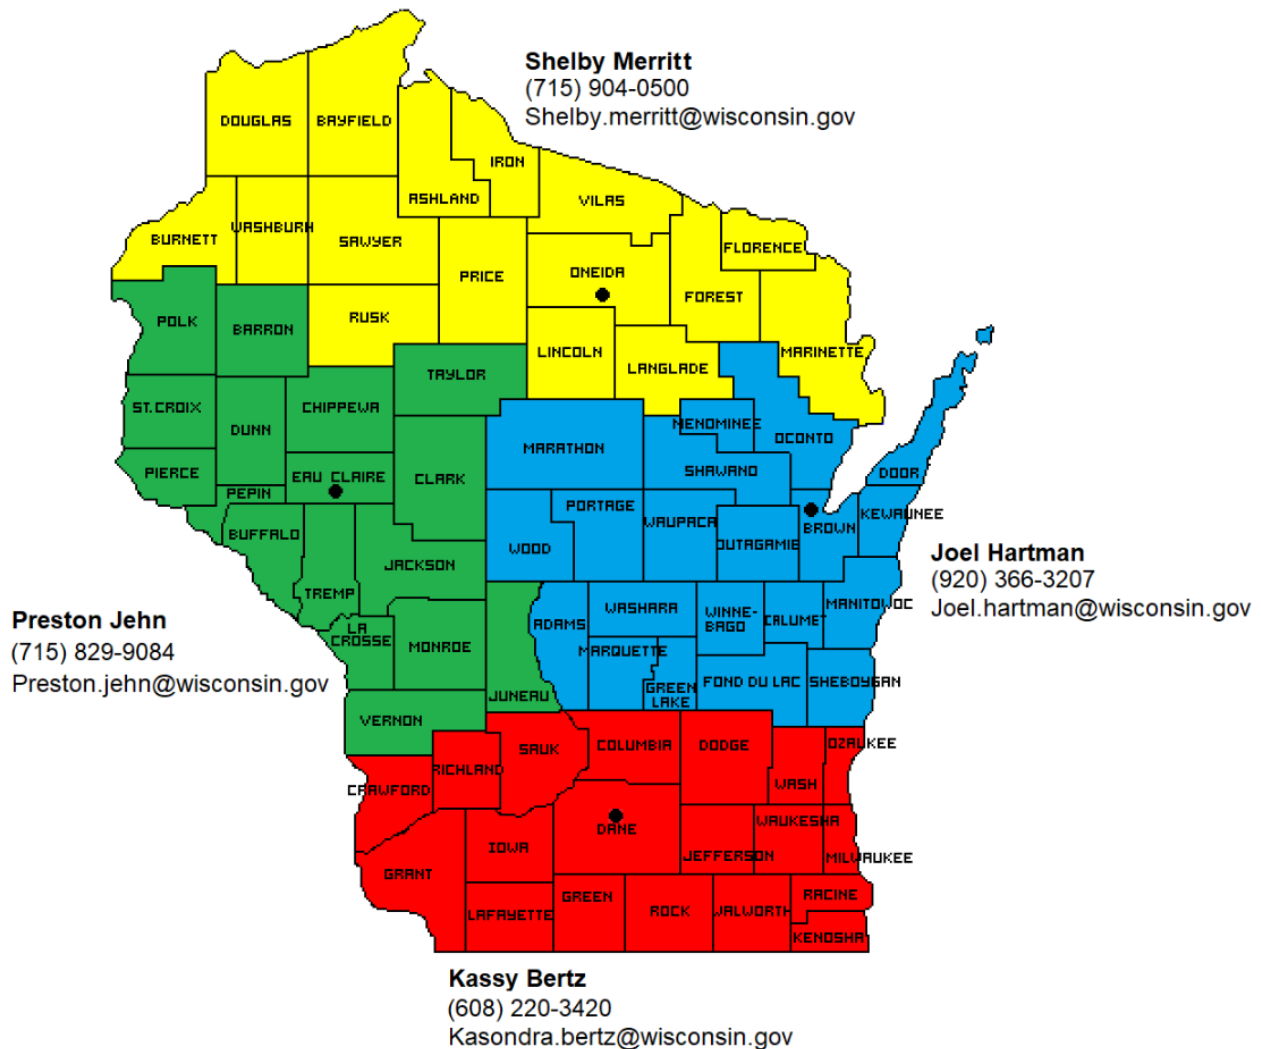 Shelby Merritt
(715) 904-0500
Shelby.merritt@wisconsin.gov
DOUGLAS
BAYFIELD
IRON
ASHLAND
VILAS
BURNETT
WASHBURN
SAWYER
FLORENCE
PRICE
ONEIDA
FOREST
POLK
BARRON
RUSK
LINCOLN
LANGLADE
MARINETTE
TAYLOR
ST.CROIX
CHIPPEWA
DUNN
MENOMINEE
OCONTO
MARATHON
PIERCE
EAU CLAIRE
CLARK
SHAWANO
DOOR
PEPIN
PORTAGE
WAUPACA
KEWAUNEE
BUFFALO
BROWN
WOOD
OUTAGAMIE
JACKSON
TREMP
Joel Hartman
(920) 366-3207
Joel.hartman@wisconsin.gov
WASHARA
WINNE-
BAGO
CALUMET
MANITOWOC
ADAMS
Preston Jehn
(715) 829-9084
Preston.jehn@wisconsin.gov
LA
CROSSE
MONROE
MARQUETTE
GREEN
LAKE
FOND DU LAC
SHEBOYGAN
JUNEAU
VERNON
SAUK
COLUMBIA
DODGE
OZAUKEE
RICHLAND
WASH
CRAWFORD
DANE
WAUKESHA
IOWA
JEFFERSON
MILWAUKEE
GRANT
GREEN
RACINE
LAFAYETTE
ROCK
WALWORTH
KENOSHA
Kassy Bertz
(608) 220-3420
Kasondra.bertz@wisconsin.gov